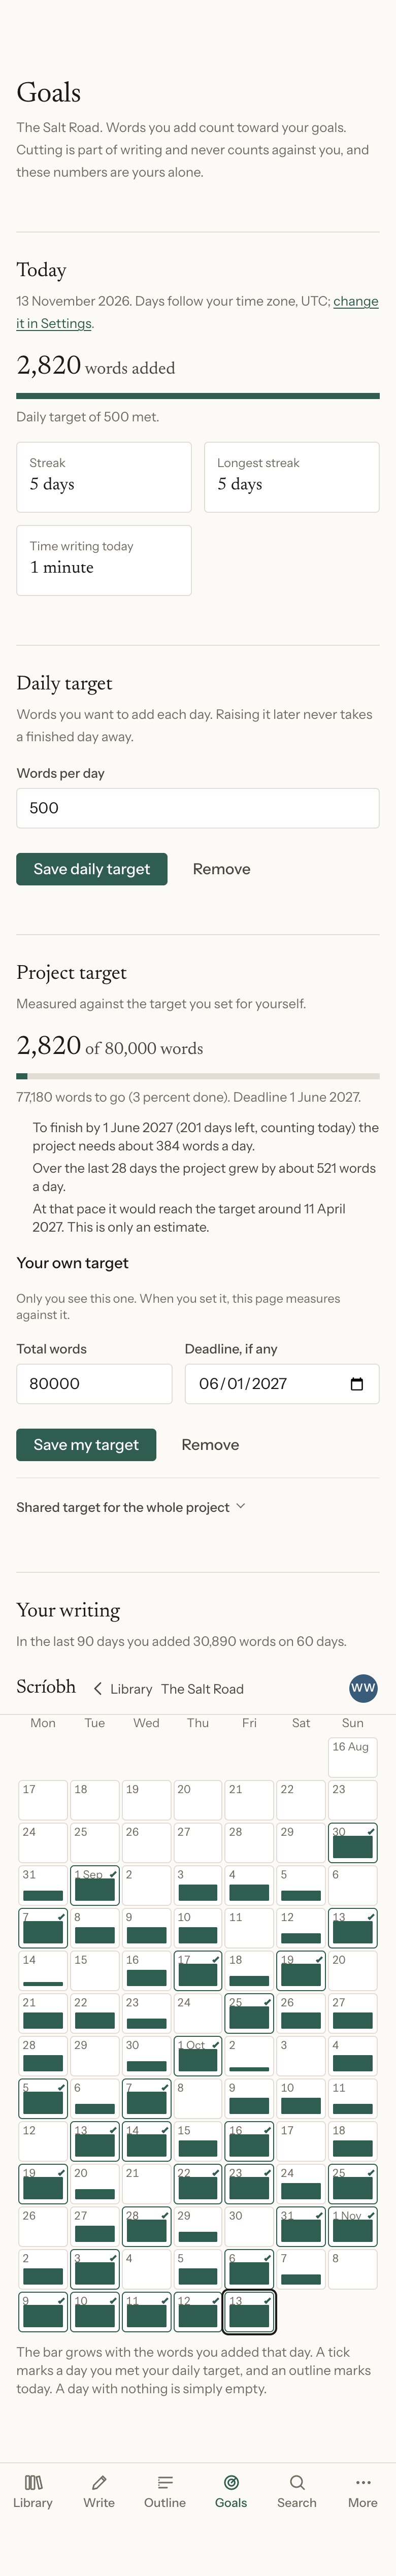 Goals
The Salt Road. Words you add count toward your goals.
Cutting is part of writing and never counts against you, and
these numbers are yours alone.
Today
13 November 2026. Days follow your time zone, UTC; change
it in Settings.
2,820 words added
Daily target of 500 met.
Streak
5 days
Longest streak
5 days
Time writing today
1 minute
Daily target
Words you want to add each day. Raising it later never takes
a finished day away.
Words per day
500
Save daily target Remove
Project target
Measured against the target you set for yourself.
2,820 of 80,000 words
77,180 words to go (3 percent done). Deadline 1 June 2027.
To finish by 1 June 2027 (201 days left, counting today) the
project needs about 384 words a day.
Over the last 28 days the project grew by about 521 words
a day.
At that pace it would reach the target around 11 April
2027. This is only an estimate.
Your own target
Only you see this one. When you set it, this page measures
against it.
Total words Deadline, if any
80000 06/01/2027
Save my target Remove
Shared target for the whole project
Your writing
In the last 90 days you added 30,890 words on 60 days.
Scríobh Library The Salt Road WW
Mon Tue Wed Thu Fri Sat Sun
16 Aug
17 18 19 20 21 22 23
24 25 26 27 28 29 30
31 1 Sep 2 3 4 5 6
7 8 9 10 11 12 13
14 15 16 17 18 19 20
21 22 23 24 25 26 27
28 29 30 1 Oct 2 3 4
5 6 7 8 9 10 11
12 13 14 15 16 17 18
19 20 21 22 23 24 25
26 27 28 29 30 31 1 Nov
2 3 4 5 6 7 8
9 10 11 12 13
The bar grows with the words you added that day. A tick
marks a day you met your daily target, and an outline marks
today. A day with nothing is simply empty.
Library Write Outline Goals Search More